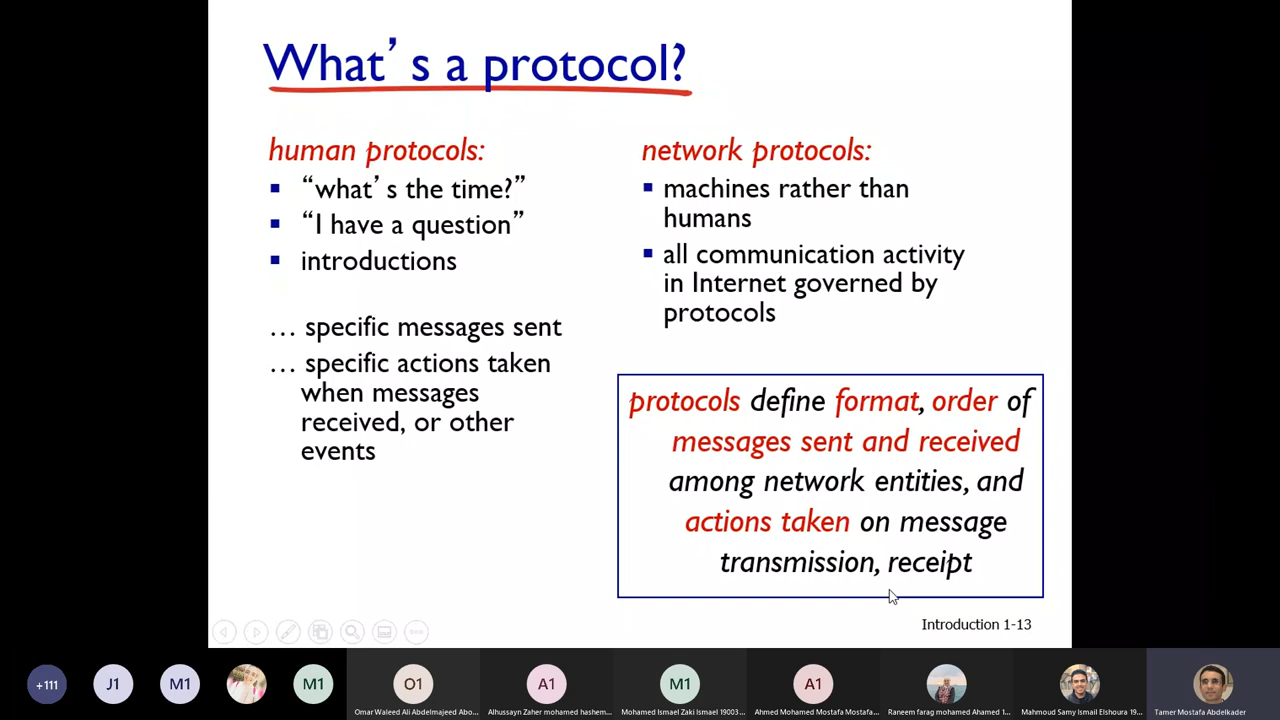 What's a protocol?
human protocols:
"what's the time?"
"I have a question"
introductions
… specific messages sent
… specific actions taken
when messages
received, or other
events
network protocols:
machines rather than
humans
all communication activity
in Internet governed by
protocols
protocols define format, order of
messages sent and received
among network entities, and
actions taken on message
transmission, receipt
Introduction 1-13
+111
J1
M1
M1
O1
A1
M1
A1
Omar Waleed Ali Abdelmajeed Abo...
Alhussayn Zaher mohamed hashem...
Mohamed Ismael Zaki Ismael 19003...
Ahmed Mohamed Mostafa Mostafa...
Raneem farag mohamed Ahamed 1...
Mahmoud Samy Ismail Elshoura 19...
Tamer Mostafa Abdelkader